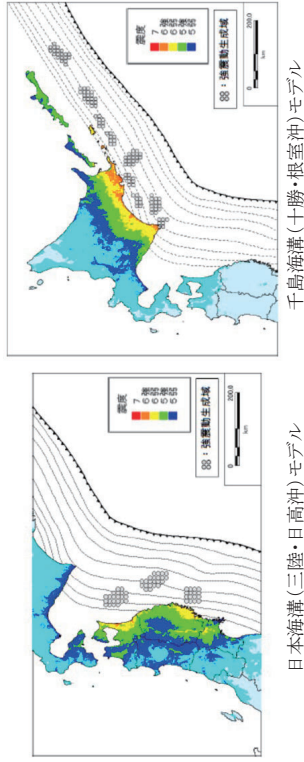 震度
7
6強
6弱
5強
5弱
：強震動生成域
200.0
km
日本海溝(三陸・日高沖)モデル
震度
7
6強
6弱
5強
5弱
：強震動生成域
200.0
km
千島海溝(十勝・根室沖)モデル